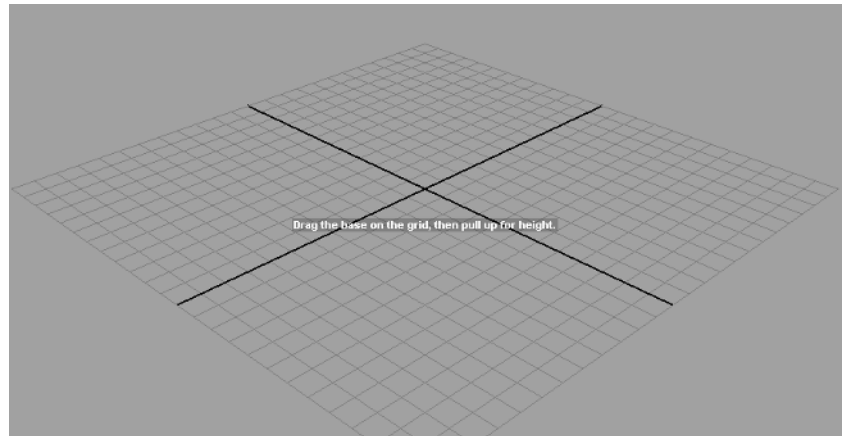 Drag the base on the grid, then pull up for height.